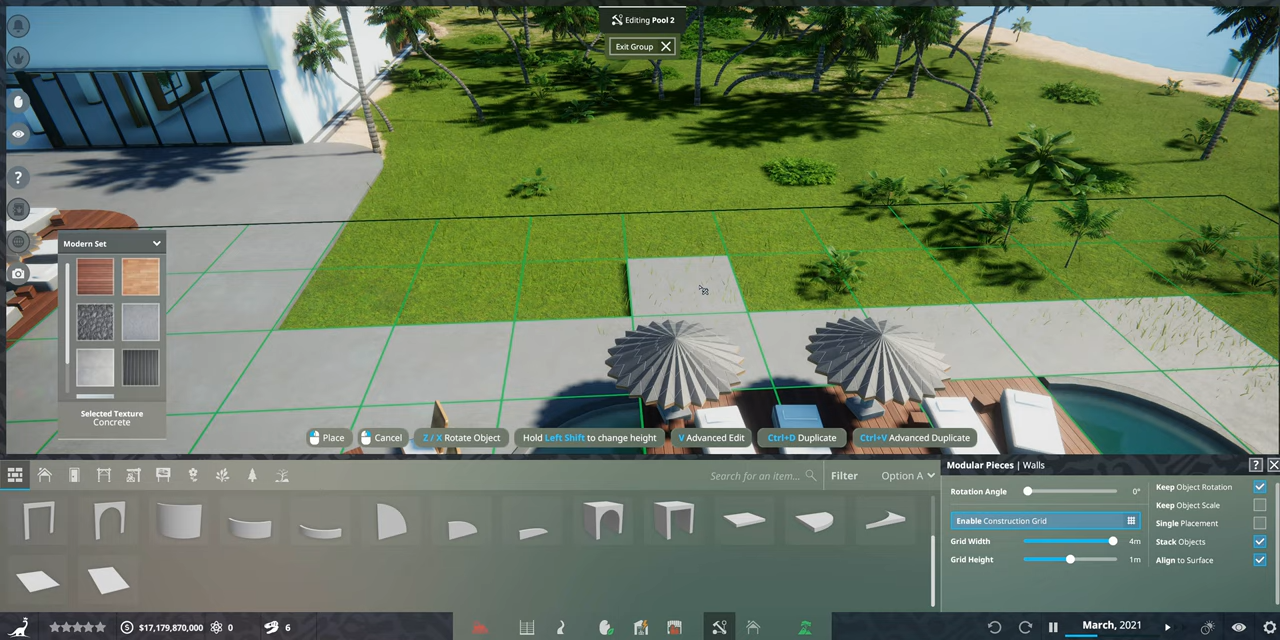 Editing Pool 2
Exit Group
?
Modern Set
Selected Texture
Concrete
Place
Cancel
Z / X Rotate Object
Hold Left Shift to change height
V Advanced Edit
Ctrl+D Duplicate
Ctrl+V Advanced Duplicate
Search for an item...
Filter
Option A
Modular Pieces | Walls
?
Rotation Angle
0°
Enable Construction Grid
Grid Width
4m
Grid Height
1m
Keep Object Rotation
Keep Object Scale
Single Placement
Stack Objects
Align to Surface
$17,179,870,000
0
6
March, 2021